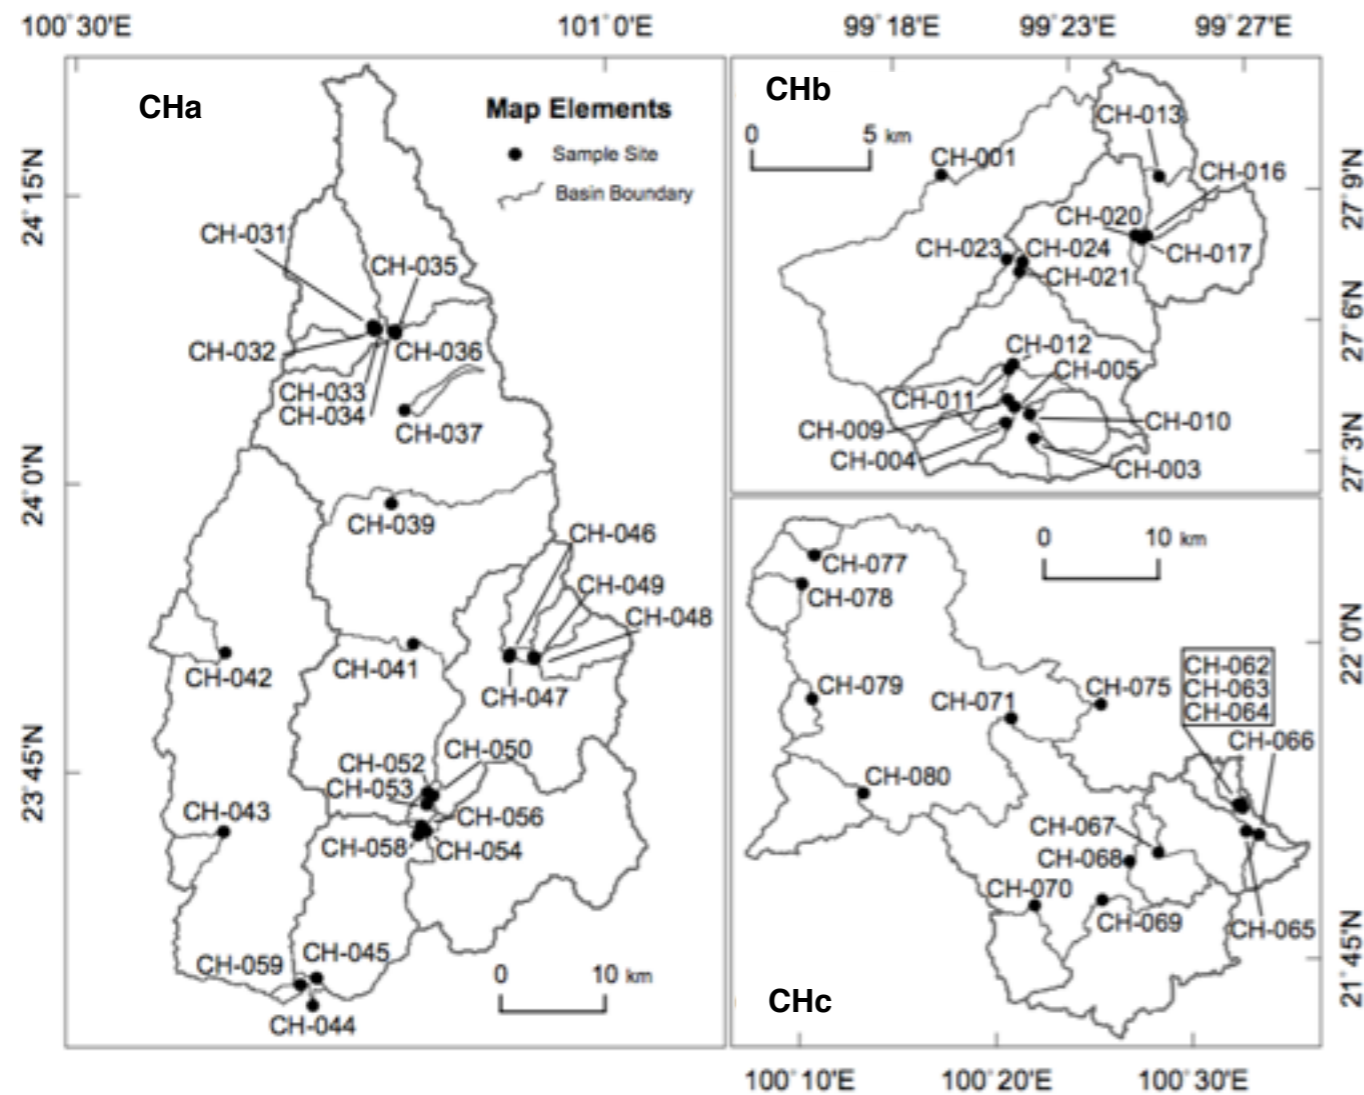 100°30'E
101°0'E
99°18'E
99°23'E
99°27'E
CHa
Map Elements
Sample Site
Basin Boundary
24°15'N
24°0'N
23°45'N
CH-031
CH-035
CH-032
CH-036
CH-033
CH-034
CH-037
CH-039
CH-046
CH-049
CH-048
CH-042
CH-041
CH-047
CH-050
CH-052
CH-053
CH-043
CH-056
CH-058
CH-054
CH-045
CH-059
CH-044
0 10 km
CHb
0 5 km
CH-013
CH-001
CH-016
CH-020
CH-023
CH-024
CH-017
CH-021
CH-012
CH-005
CH-011
CH-009
CH-010
CH-004
CH-003
27°9'N
27°6'N
27°3'N
CHc
0 10 km
CH-077
CH-078
CH-079
CH-071
CH-075
CH-062
CH-063
CH-064
CH-066
CH-080
CH-067
CH-068
CH-070
CH-069
CH-065
22°0'N
21°45'N
100°10'E
100°20'E
100°30'E